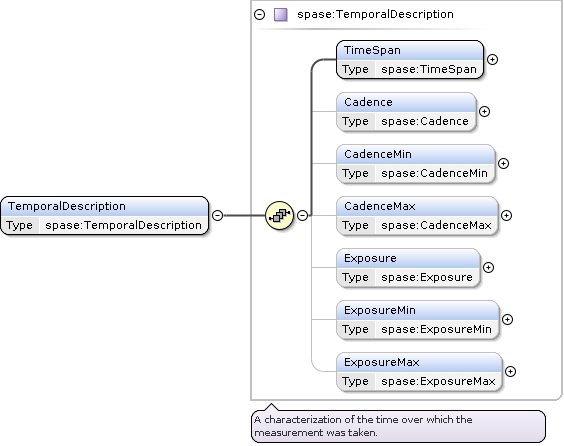 spase:TemporalDescription
TimeSpan
Type spase:TimeSpan
Cadence
Type spase:Cadence
CadenceMin
Type spase:CadenceMin
TemporalDescription
Type spase:TemporalDescription
CadenceMax
Type spase:CadenceMax
Exposure
Type spase:Exposure
ExposureMin
Type spase:ExposureMin
ExposureMax
Type spase:ExposureMax
A characterization of the time over which the
measurement was taken.